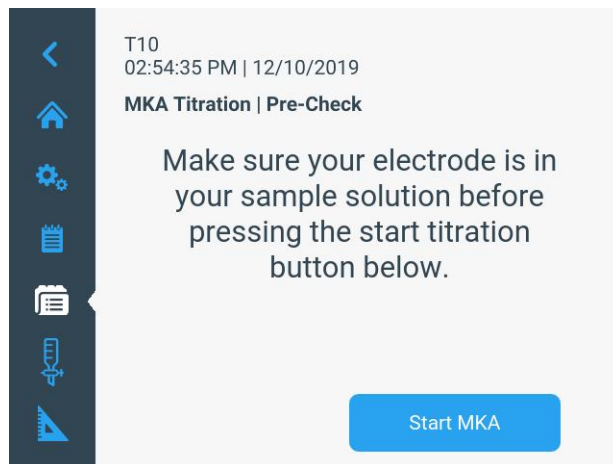 T10
02:54:35 PM | 12/10/2019
MKA Titration | Pre-Check
Make sure your electrode is in
your sample solution before
pressing the start titration
button below.
Start MKA